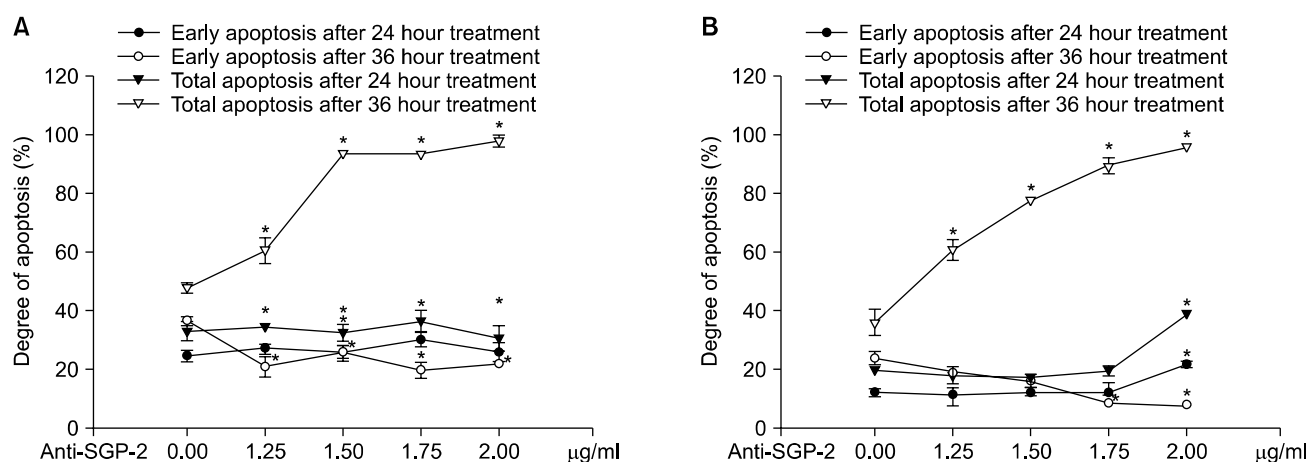 A
Early apoptosis after 24 hour treatment
Early apoptosis after 36 hour treatment
Total apoptosis after 24 hour treatment
Total apoptosis after 36 hour treatment
Degree of apoptosis (%)
120
100
80
60
40
20
0
* * * * * * * * * * * * *
Anti-SGP-2 0.00 1.25 1.50 1.75 2.00 μg/ml
B
Early apoptosis after 24 hour treatment
Early apoptosis after 36 hour treatment
Total apoptosis after 24 hour treatment
Total apoptosis after 36 hour treatment
Degree of apoptosis (%)
120
100
80
60
40
20
0
* * * * * * * *
Anti-SGP-2 0.00 1.25 1.50 1.75 2.00 μg/ml